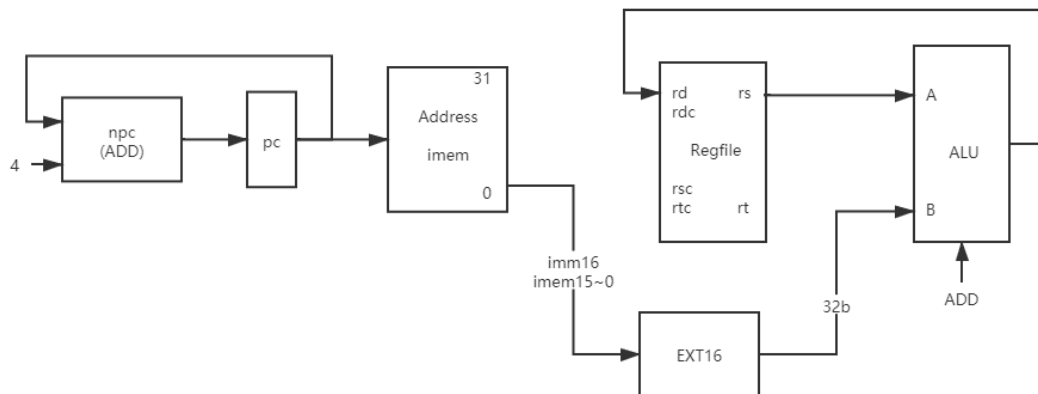 npc
(ADD)
4
pc
31
Address
imem
0
imm16
imem15~0
rd
rs
rdc
Regfile
rsc
rtc
rt
A
ALU
B
ADD
32b
EXT16